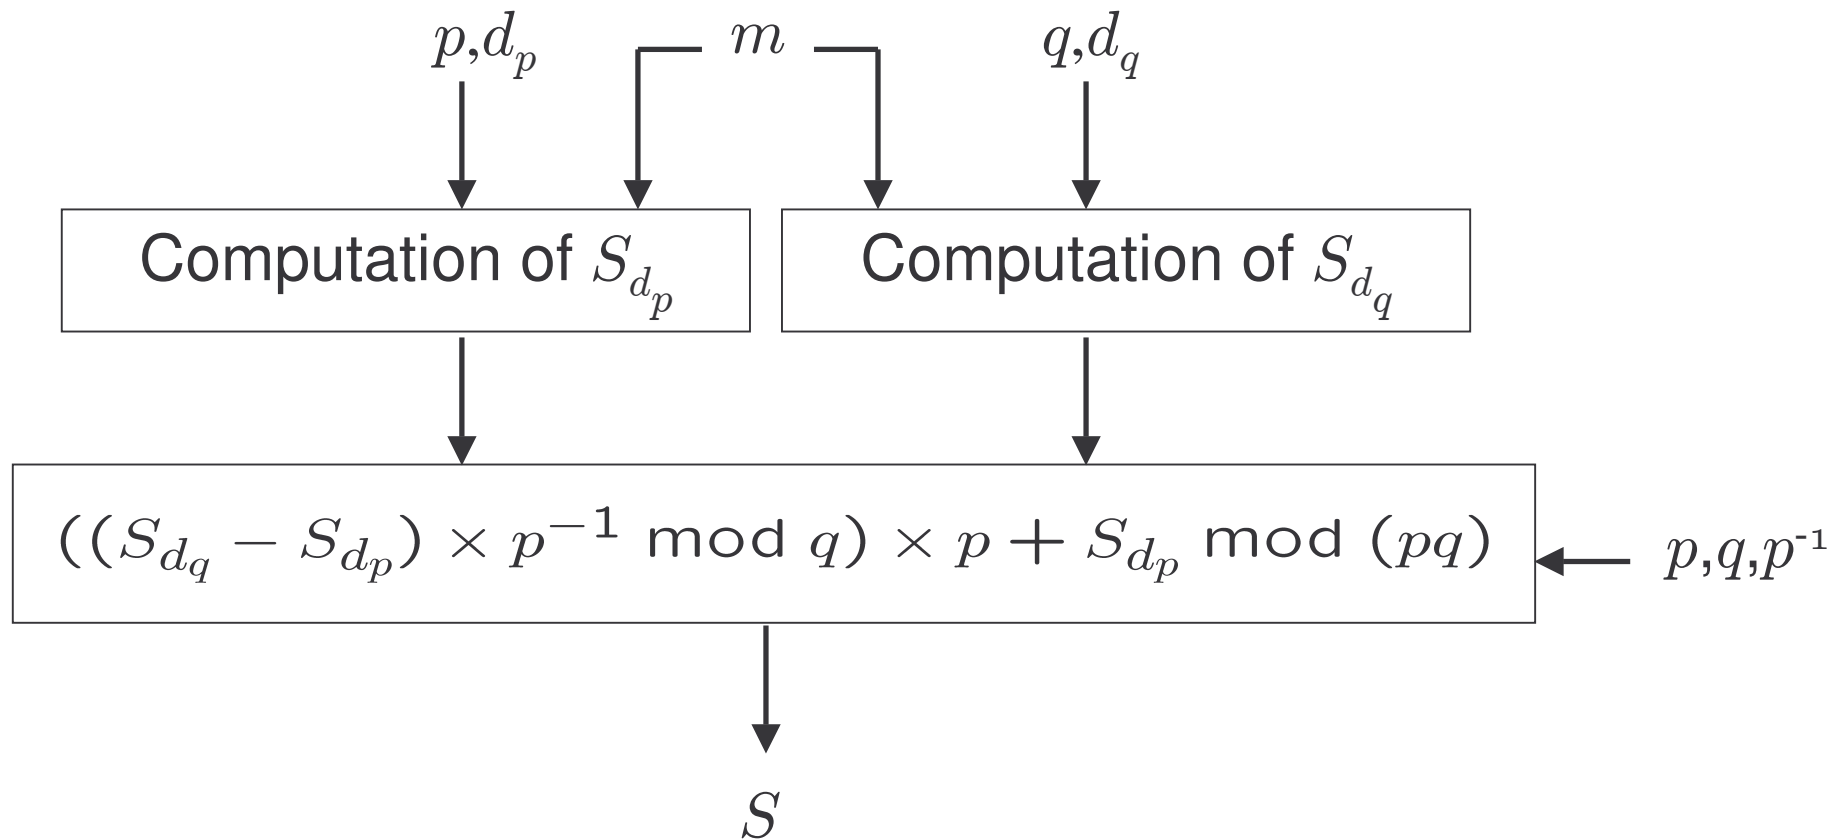 p,d_p
m
q,d_q
Computation of S_{d_p}
Computation of S_{d_q}
((S_{d_q} − S_{d_p}) × p^{−1} mod q) × p + S_{d_p} mod (pq)
p,q,p^{-1}
S